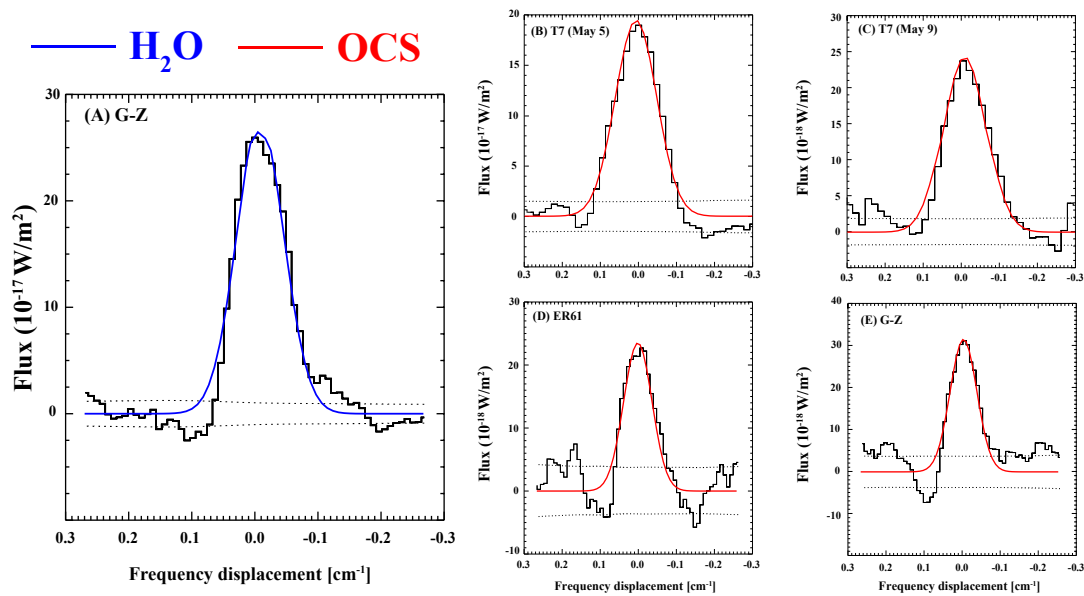 H₂O OCS
(A) G-Z
Flux (10⁻¹⁷ W/m²)
30
20
10
0
0.3 0.2 0.1 0.0 -0.1 -0.2 -0.3
Frequency displacement [cm⁻¹]
(B) T7 (May 5)
Flux (10⁻¹⁷ W/m²)
20
15
10
5
0
-5
0.3 0.2 0.1 0.0 -0.1 -0.2 -0.3
(C) T7 (May 9)
Flux (10⁻¹⁸ W/m²)
30
25
20
15
10
5
0
-5
0.3 0.2 0.1 0.0 -0.1 -0.2 -0.3
(D) ER61
Flux (10⁻¹⁸ W/m²)
30
20
10
0
-10
0.3 0.2 0.1 0.0 -0.1 -0.2 -0.3
Frequency displacement [cm⁻¹]
(E) G-Z
Flux (10⁻¹⁸ W/m²)
40
30
20
10
0
-10
0.3 0.2 0.1 0.0 -0.1 -0.2 -0.3
Frequency displacement [cm⁻¹]